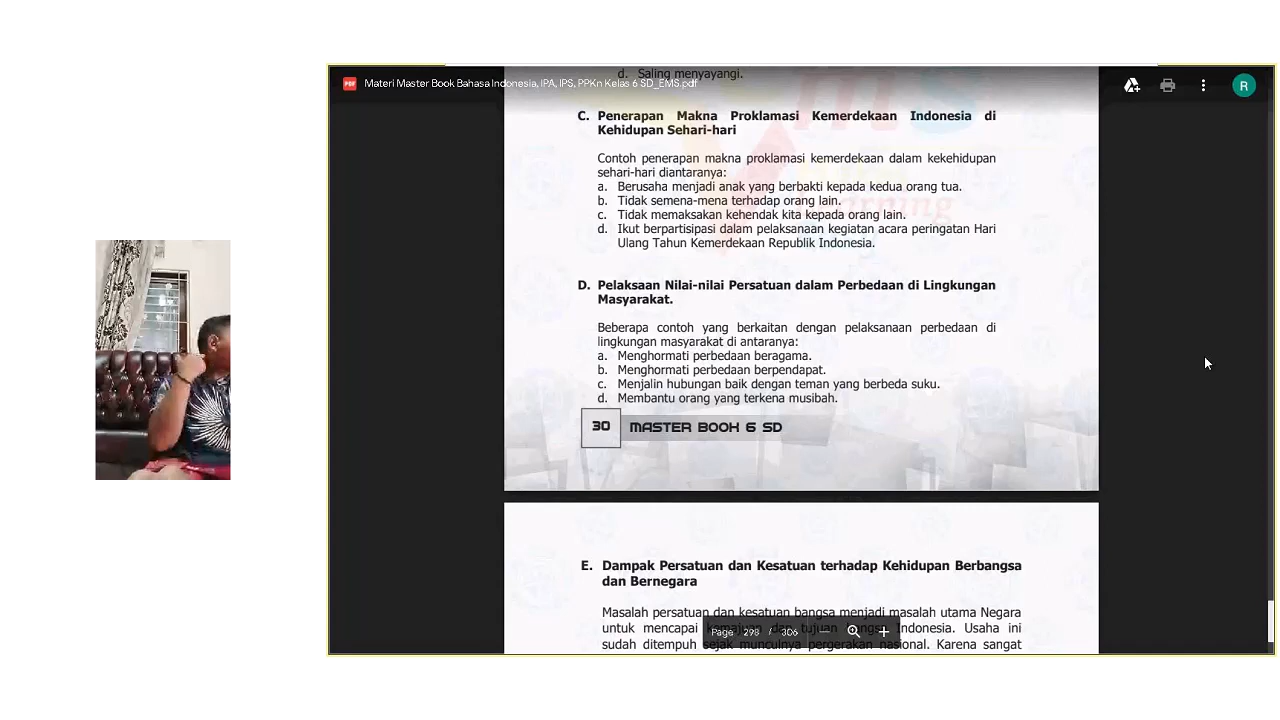 d. Saling menyayangi.
Materi Master Book Bahasa Indonesia, IPA, IPS, PPKn Kelas 6 SD_EMS.pdf
R
C. Penerapan Makna Proklamasi Kemerdekaan Indonesia di
Kehidupan Sehari-hari
Contoh penerapan makna proklamasi kemerdekaan dalam kekehidupan
sehari-hari diantaranya:
a. Berusaha menjadi anak yang berbakti kepada kedua orang tua.
b. Tidak semena-mena terhadap orang lain.
c. Tidak memaksakan kehendak kita kepada orang lain.
d. Ikut berpartisipasi dalam pelaksanaan kegiatan acara peringatan Hari
Ulang Tahun Kemerdekaan Republik Indonesia.
D. Pelaksaan Nilai-nilai Persatuan dalam Perbedaan di Lingkungan
Masyarakat.
Beberapa contoh yang berkaitan dengan pelaksanaan perbedaan di
lingkungan masyarakat di antaranya:
a. Menghormati perbedaan beragama.
b. Menghormati perbedaan berpendapat.
c. Menjalin hubungan baik dengan teman yang berbeda suku.
d. Membantu orang yang terkena musibah.
30 MASTER BOOK 6 SD
E. Dampak Persatuan dan Kesatuan terhadap Kehidupan Berbangsa
dan Bernegara
Masalah persatuan dan kesatuan bangsa menjadi masalah utama Negara
untuk mencapai kemajuan dan tujuan bangsa Indonesia. Usaha ini
sudah ditempuh sejak munculnya pergerakan nasional. Karena sangat
Page 298 / 306